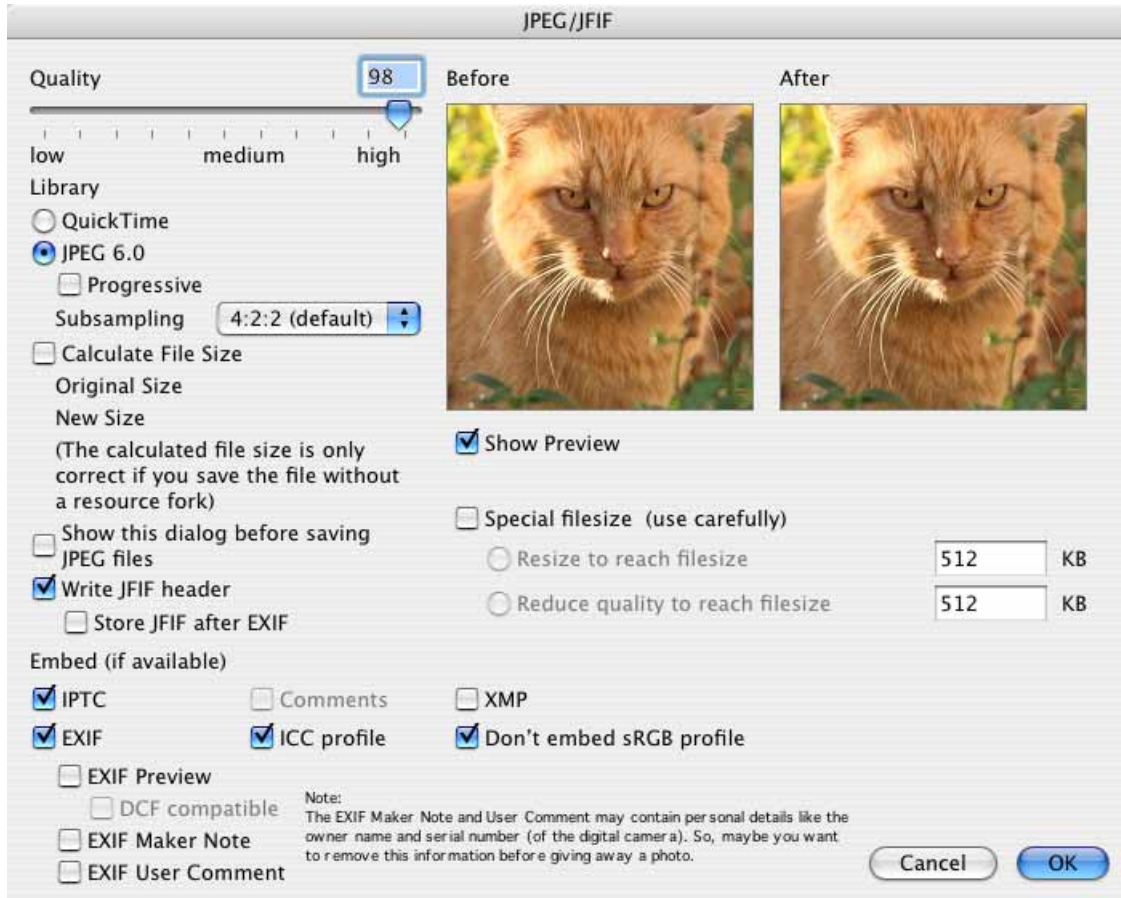 JPEG/JFIF
Quality
98
low medium high
Library
QuickTime
JPEG 6.0
Progressive
Subsampling 4:2:2 (default)
Calculate File Size
Original Size
New Size
(The calculated file size is only
correct if you save the file without
a resource fork)
Show this dialog before saving
JPEG files
Write JFIF header
Store JFIF after EXIF
Before After
Show Preview
Special filesize (use carefully)
Resize to reach filesize 512 KB
Reduce quality to reach filesize 512 KB
Embed (if available)
IPTC Comments XMP
EXIF ICC profile Don't embed sRGB profile
EXIF Preview
DCF compatible
EXIF Maker Note
EXIF User Comment
Note:
The EXIF Maker Note and User Comment may contain personal details like the
owner name and serial number (of the digital camera). So, maybe you want
to remove this information before giving away a photo.
Cancel OK